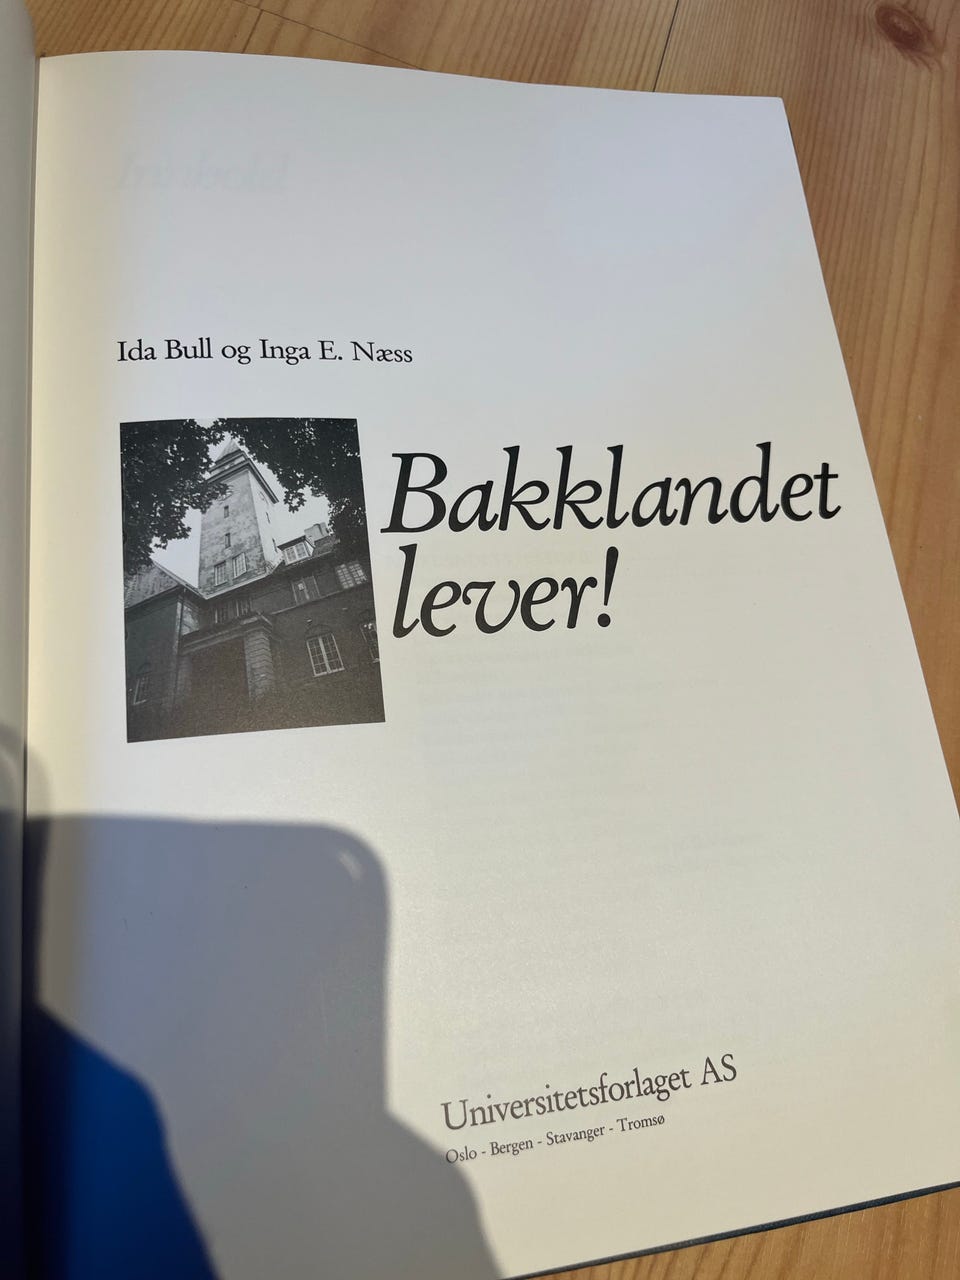 Ida Bull og Inga E. Næss
Bakklandet
lever!
Universitetsforlaget AS
Oslo - Bergen - Stavanger - Tromsø